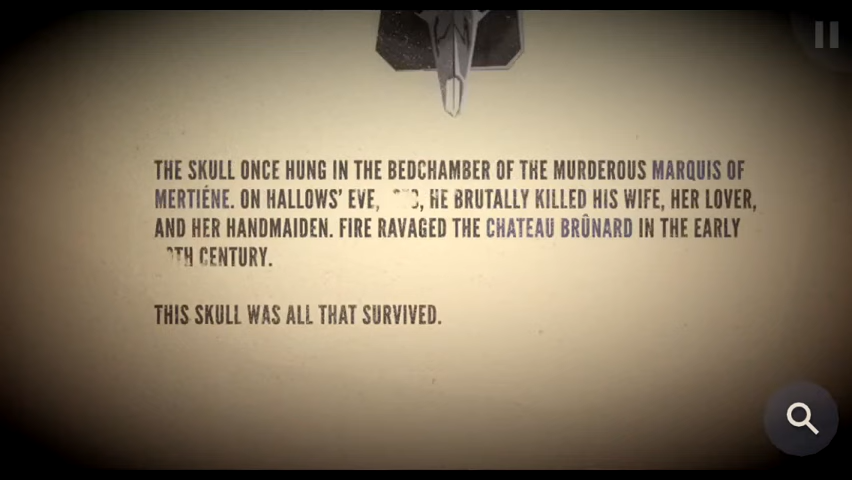 THE SKULL ONCE HUNG IN THE BEDCHAMBER OF THE MURDEROUS MARQUIS OF
MERTIÉNE. ON HALLOWS' EVE, HE BRUTALLY KILLED HIS WIFE, HER LOVER,
AND HER HANDMAIDEN. FIRE RAVAGED THE CHATEAU BRÛNARD IN THE EARLY
CENTURY.
THIS SKULL WAS ALL THAT SURVIVED.